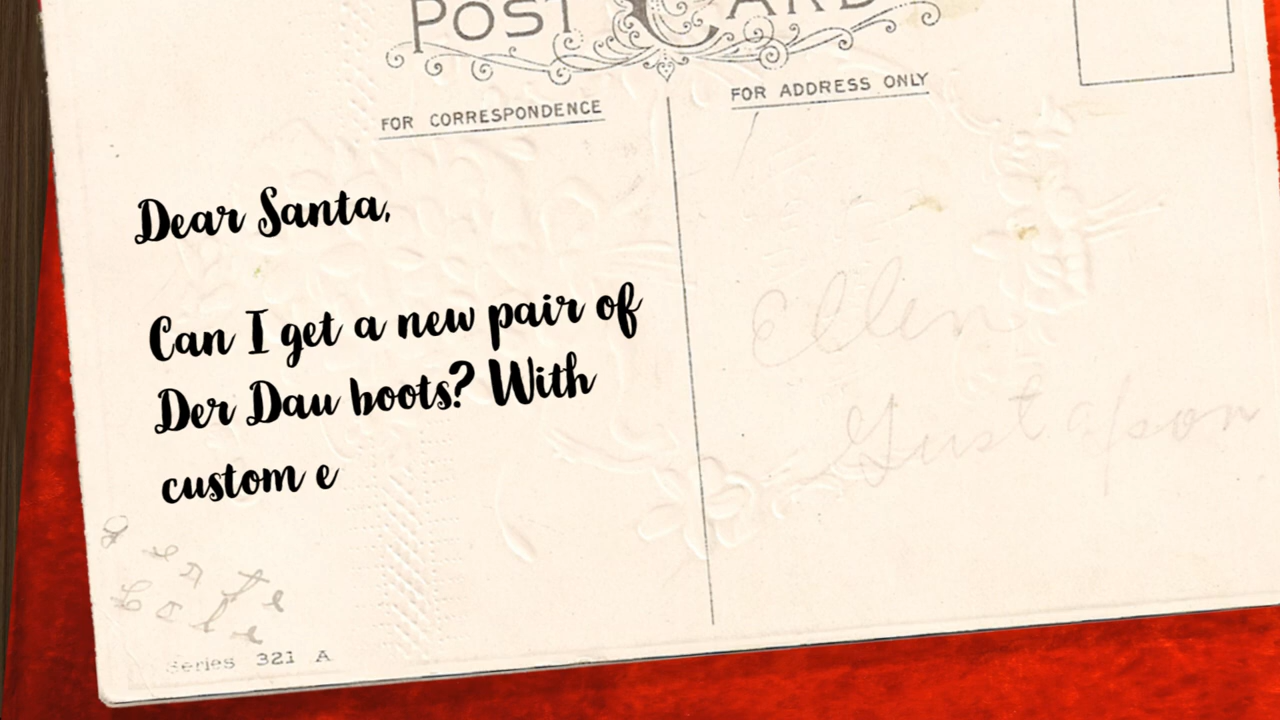 POST CARD
FOR CORRESPONDENCE
FOR ADDRESS ONLY
Dear Santa,
Can I get a new pair of
Der Dau boots? With
custom e
Ellen
Gustafson
Series 321 A